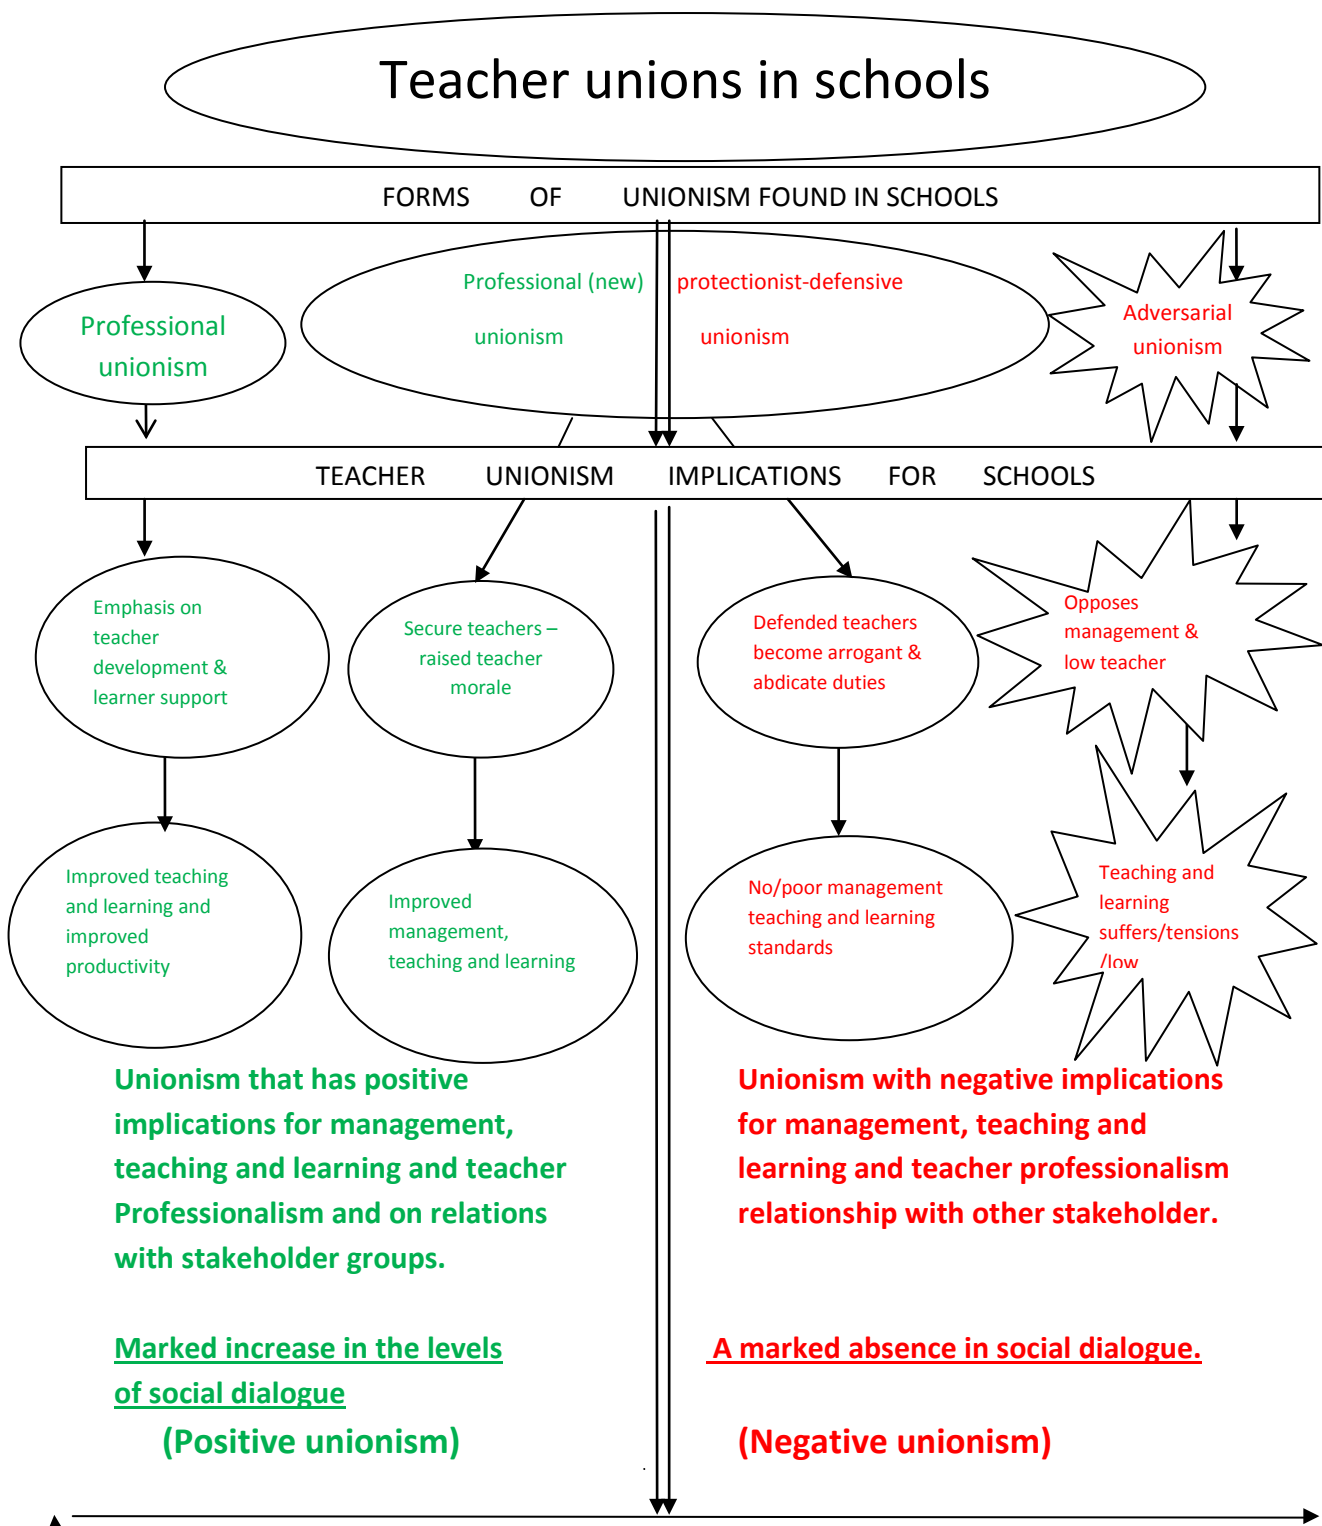 Teacher unions in schools
FORMS OF UNIONISM FOUND IN SCHOOLS
Professional
unionism
Professional (new)
unionism
protectionist-defensive
unionism
Adversarial
unionism
TEACHER UNIONISM IMPLICATIONS FOR SCHOOLS
Emphasis on
teacher
development &
learner support
Secure teachers –
raised teacher
morale
Defended teachers
become arrogant &
abdicate duties
Opposes
management &
low teacher
Improved teaching
and learning and
improved
productivity
Improved
management,
teaching and learning
No/poor management
teaching and learning
standards
Teaching and
learning
suffers/tensions
/low
Unionism that has positive
implications for management,
teaching and learning and teacher
Professionalism and on relations
with stakeholder groups.
Marked increase in the levels
of social dialogue
(Positive unionism)
Unionism with negative implications
for management, teaching and
learning and teacher professionalism
relationship with other stakeholder.
A marked absence in social dialogue.
(Negative unionism)
.